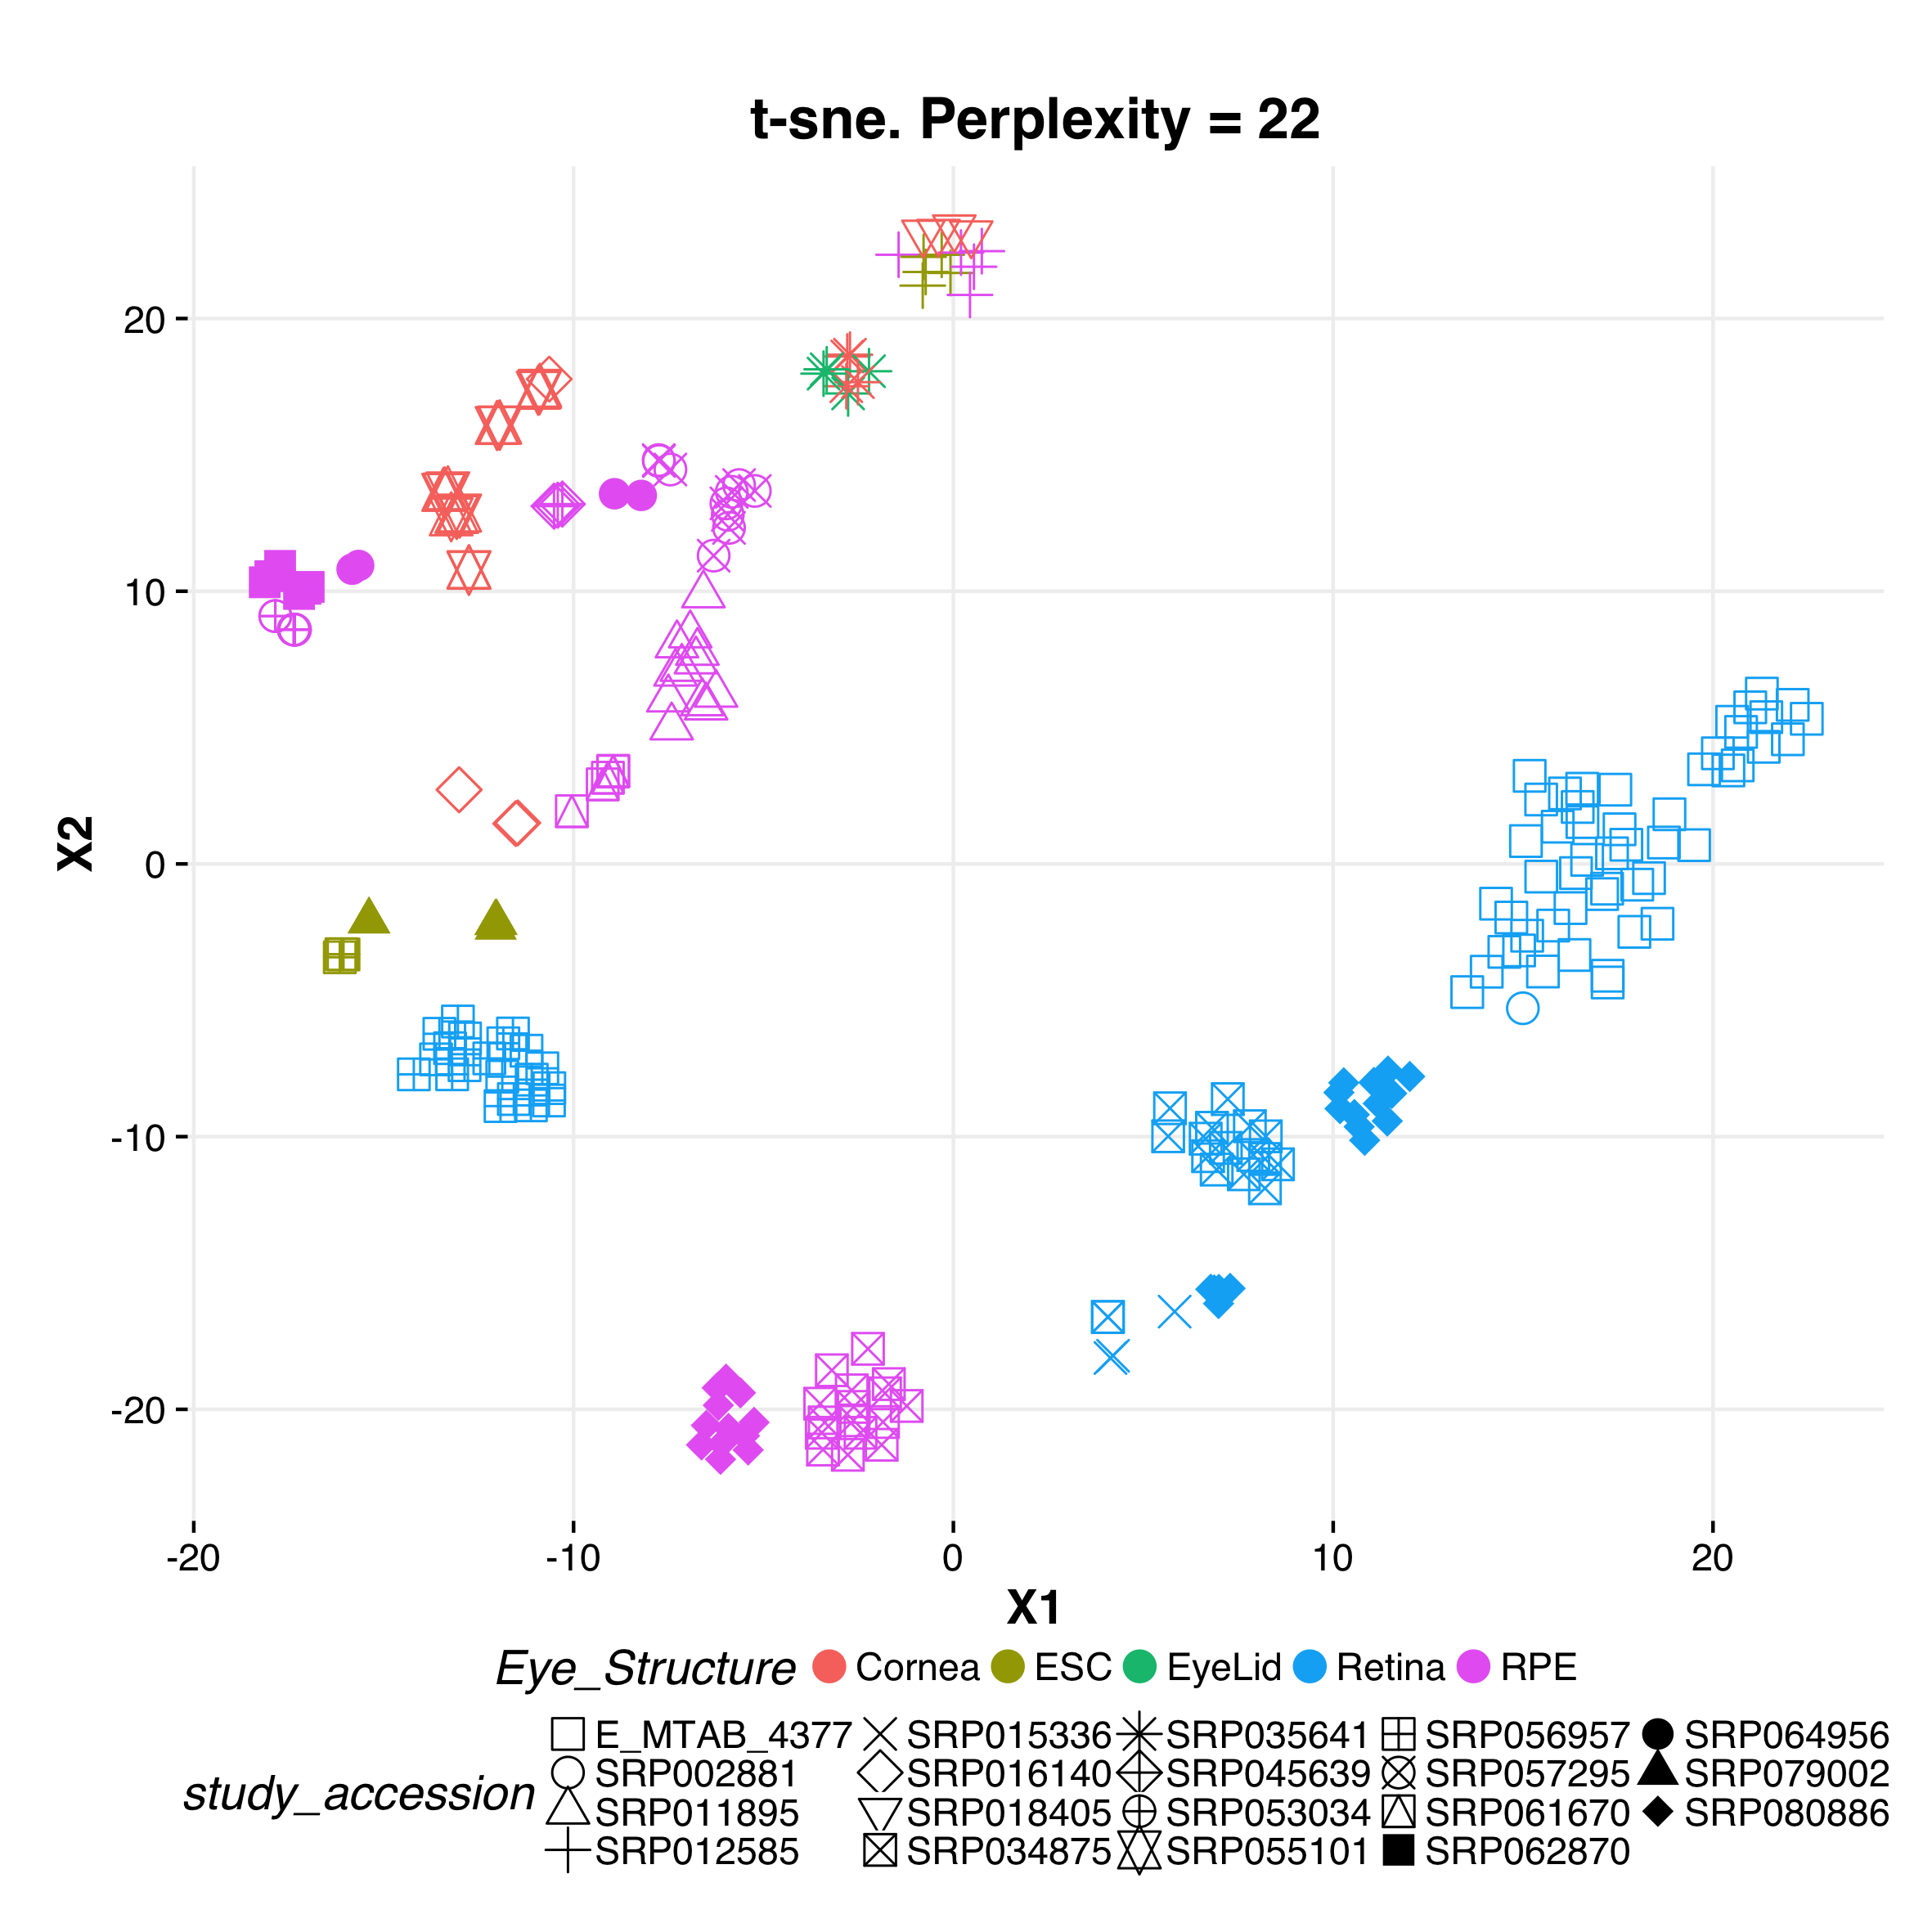 t-sne. Perplexity = 22
20
10
0
-10
-20
X2
-20 -10 0 10 20
X1
Eye_Structure Cornea ESC EyeLid Retina RPE
study_accession
E_MTAB_4377 SRP015336 SRP035641 SRP056957 SRP064956
SRP002881 SRP016140 SRP045639 SRP057295 SRP079002
SRP011895 SRP018405 SRP053034 SRP061670 SRP080886
SRP012585 SRP034875 SRP055101 SRP062870